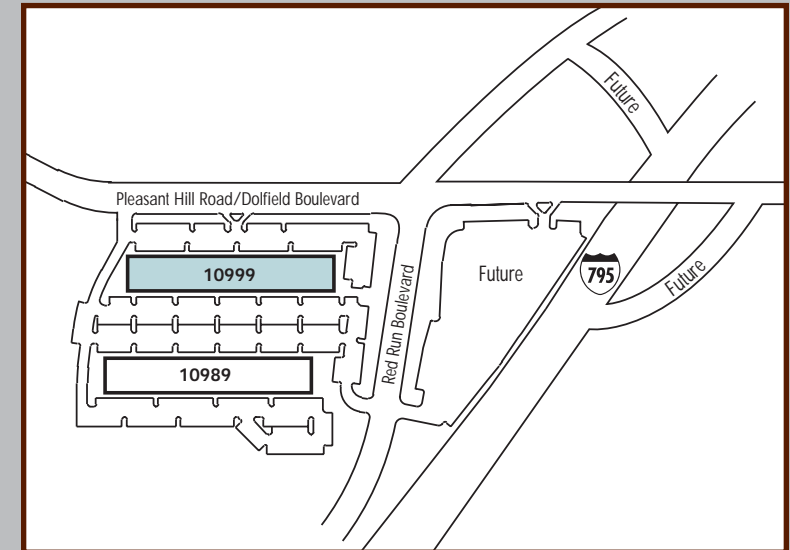 Future
Pleasant Hill Road/Dolfield Boulevard
10999
Red Run Boulevard
Future
795
Future
10989